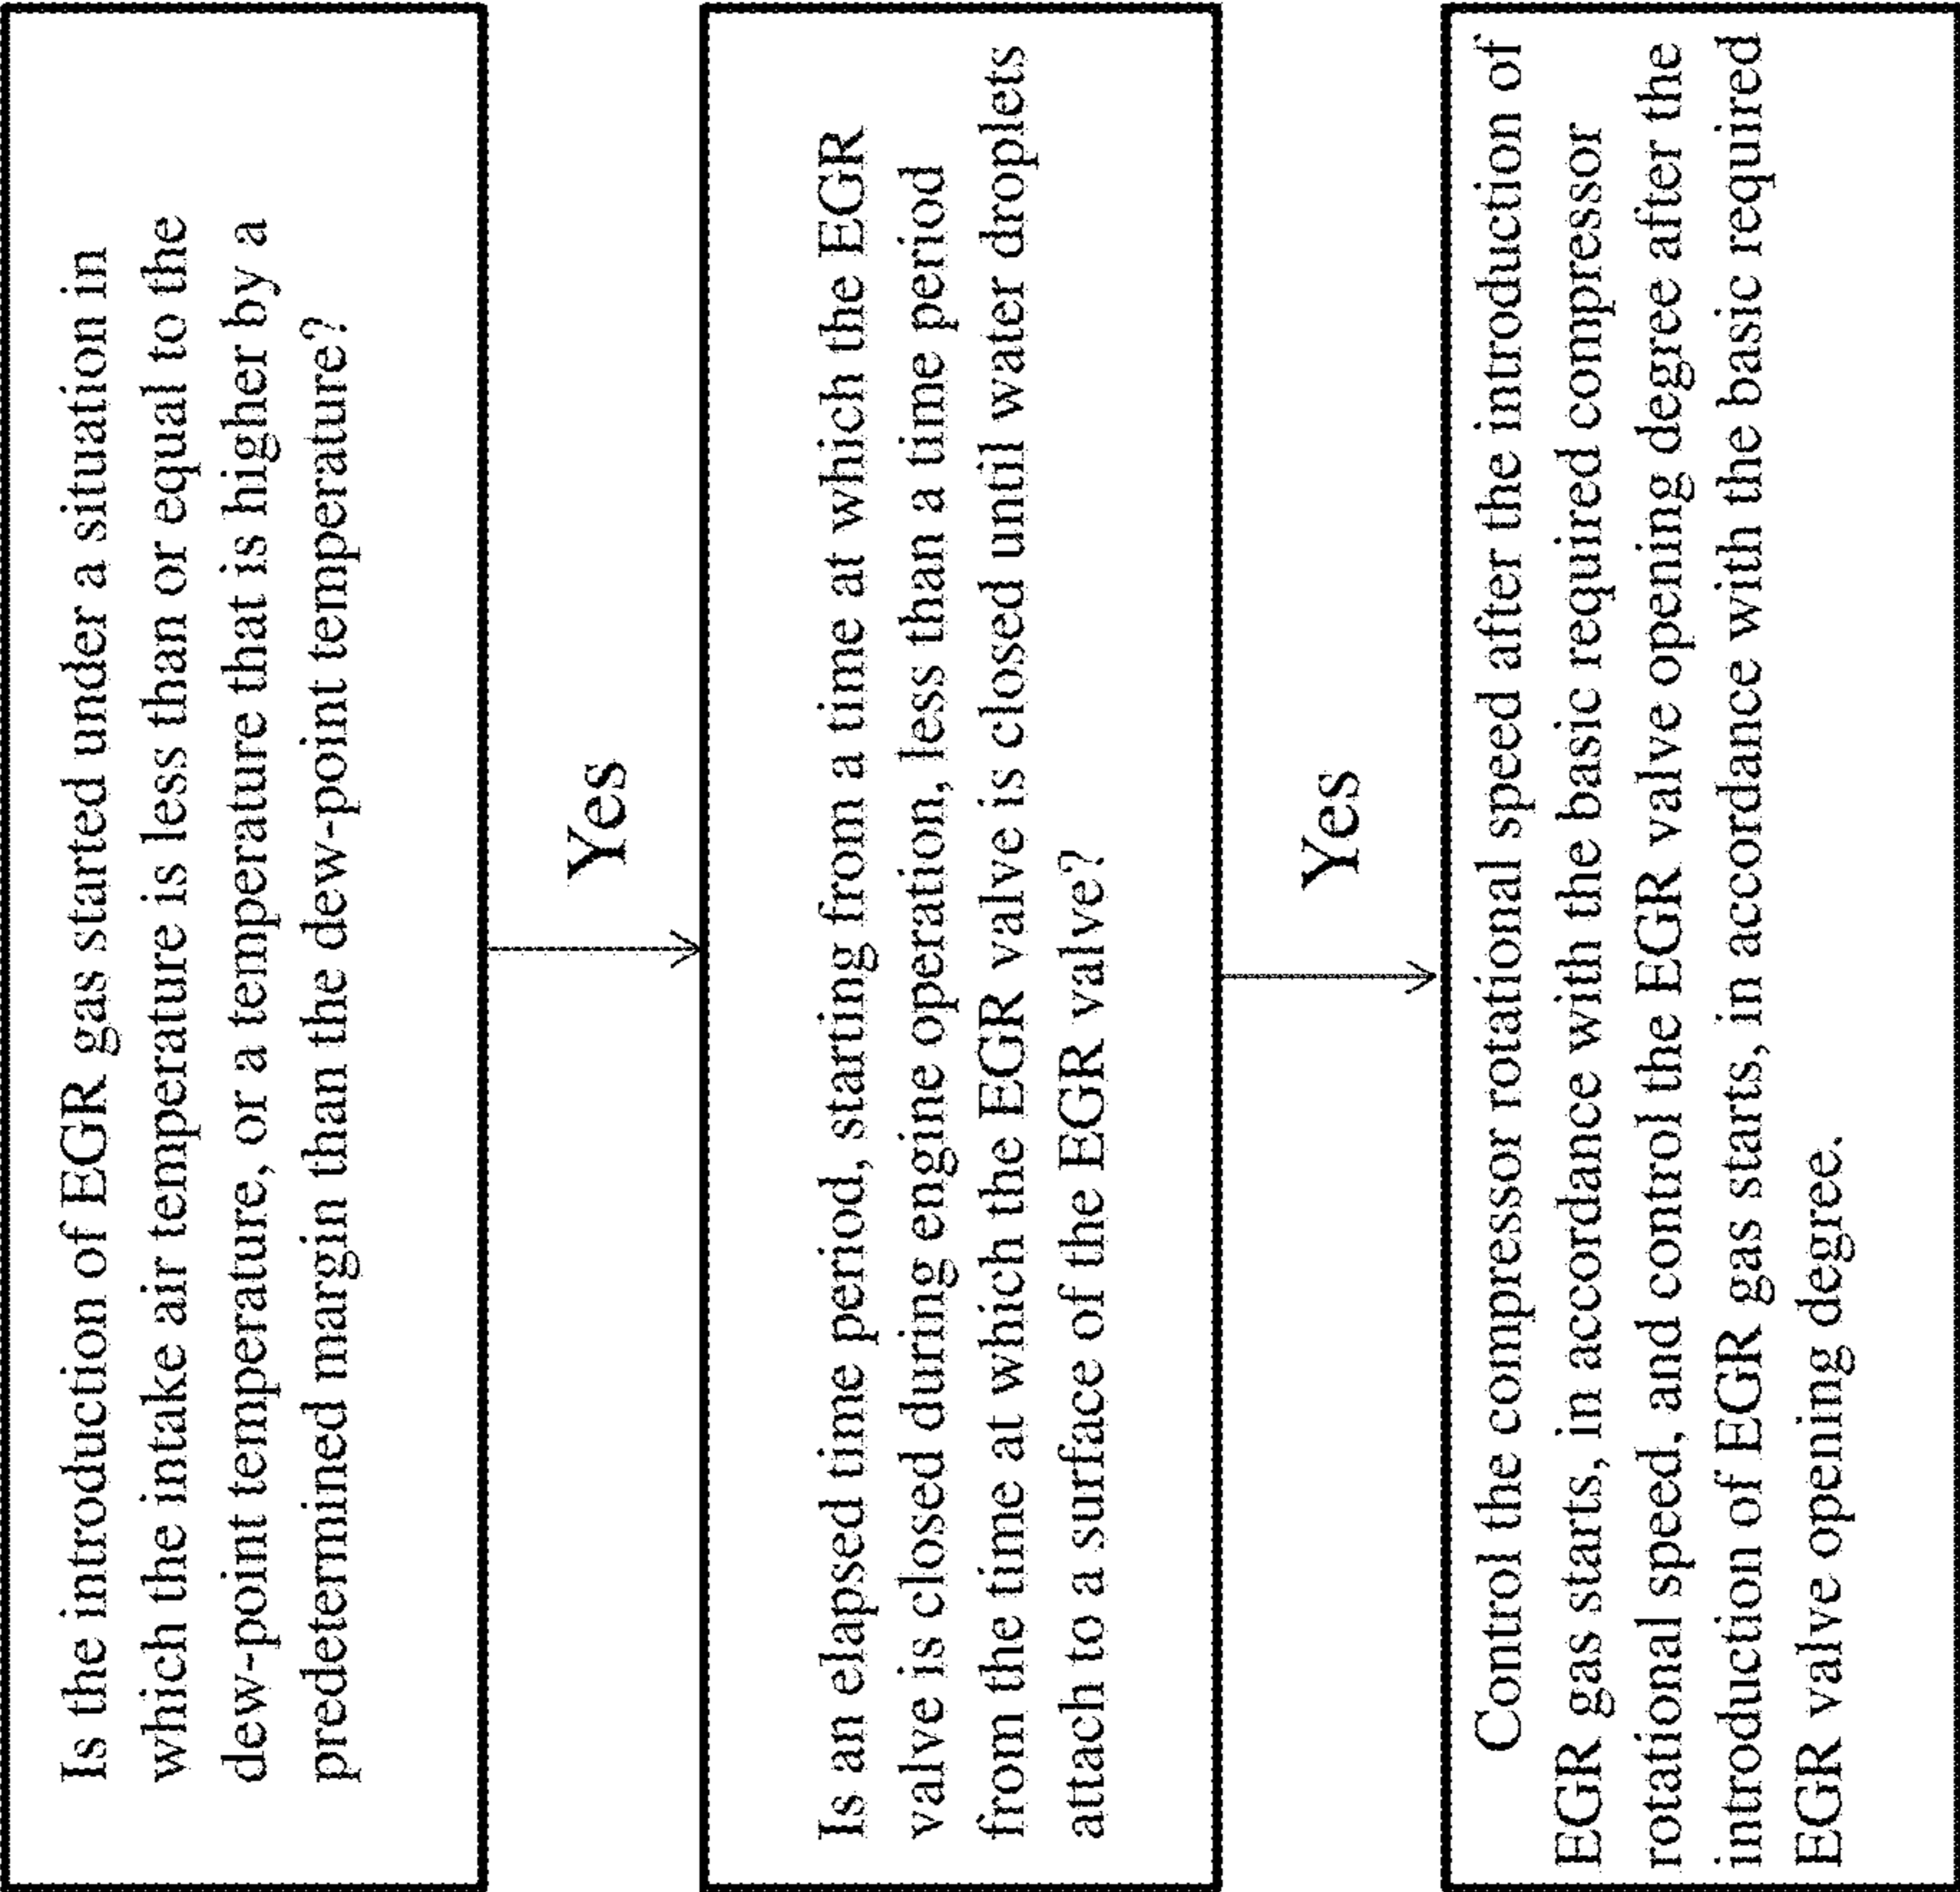 Is the introduction of EGR gas started under a situation in
which the intake air temperature is less than or equal to the
dew-point temperature, or a temperature that is higher by a
predetermined margin than the dew-point temperature?
Yes
Is an elapsed time period, starting from a time at which the EGR
valve is closed during engine operation, less than a time period
from the time at which the EGR valve is closed until water droplets
attach to a surface of the EGR valve?
Yes
Control the compressor rotational speed after the introduction of
EGR gas starts, in accordance with the basic required compressor
rotational speed, and control the EGR valve opening degree after the
introduction of EGR gas starts, in accordance with the basic required
EGR valve opening degree.